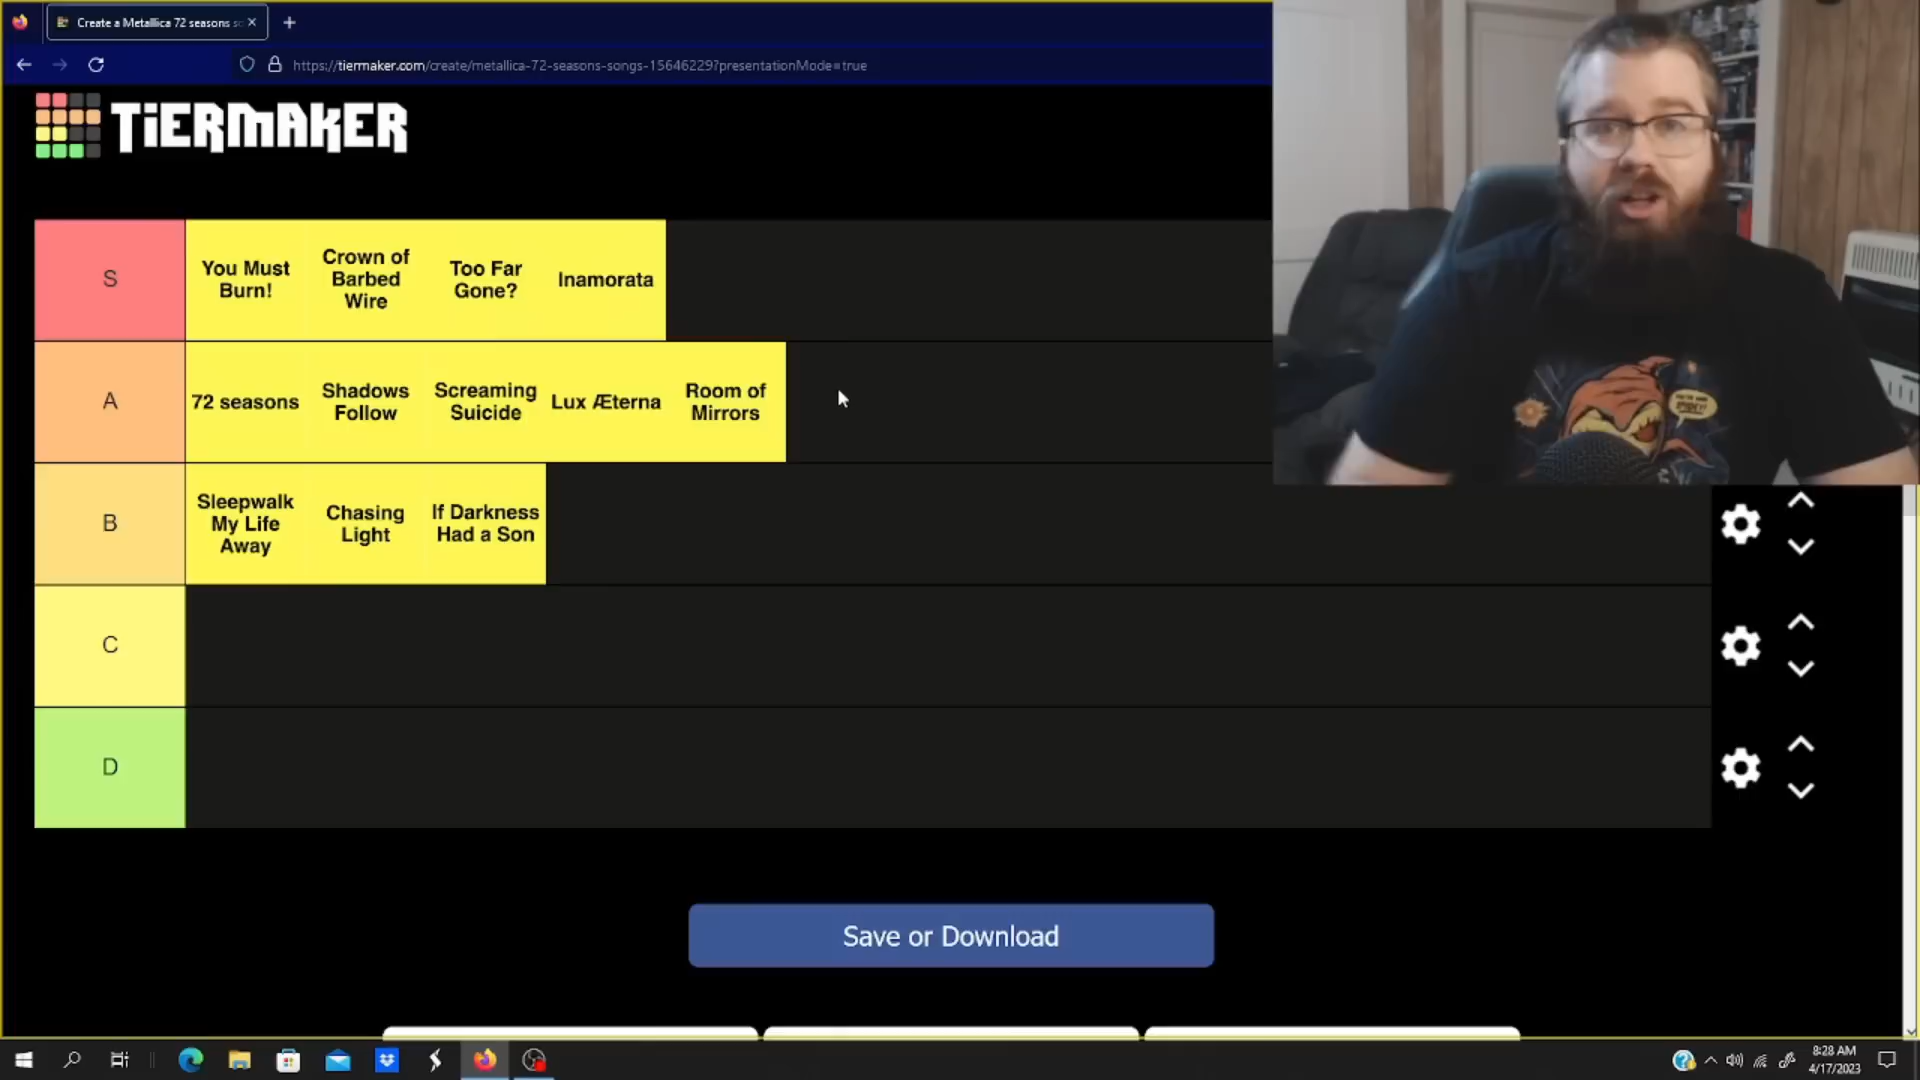 Create a Metallica 72 seasons so
https://tiermaker.com/create/metallica-72-seasons-songs-15646229?presentationMode=true
TiERMAKER
S
You Must
Burn!
Crown of
Barbed
Wire
Too Far
Gone?
Inamorata
A
72 seasons
Shadows
Follow
Screaming
Suicide
Lux Æterna
Room of
Mirrors
B
Sleepwalk
My Life
Away
Chasing
Light
If Darkness
Had a Son
C
D
Save or Download
8:28 AM
4/17/2023